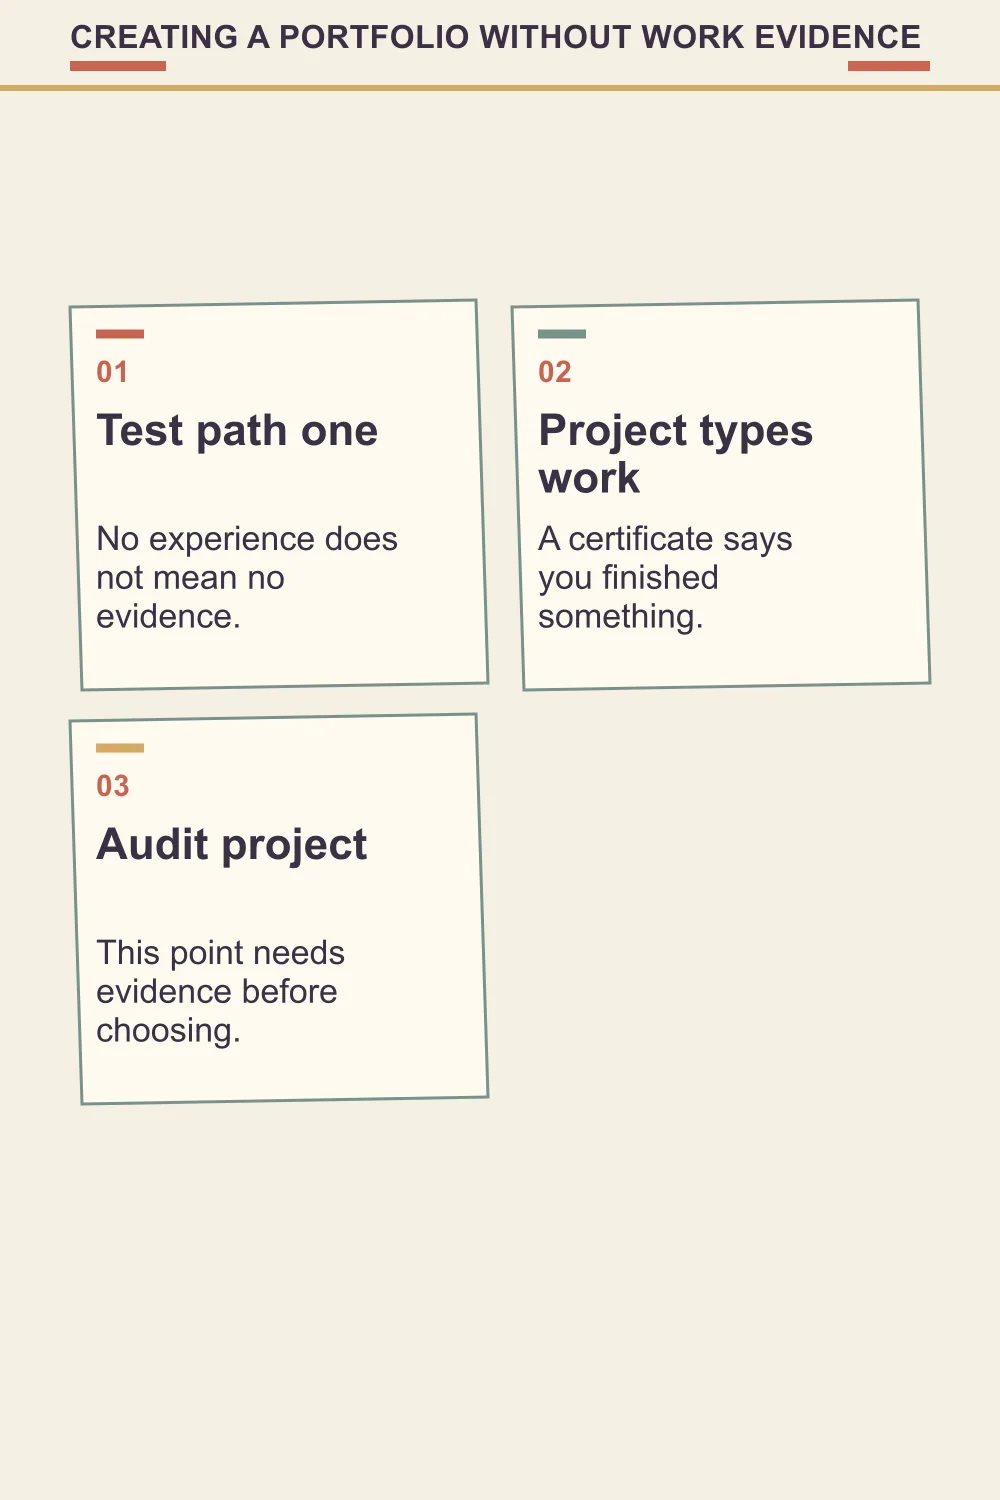 CREATING A PORTFOLIO WITHOUT WORK EVIDENCE
01
Test path one
No experience does
not mean no
evidence.
02
Project types
work
A certificate says
you finished
something.
03
Audit project
This point needs
evidence before
choosing.